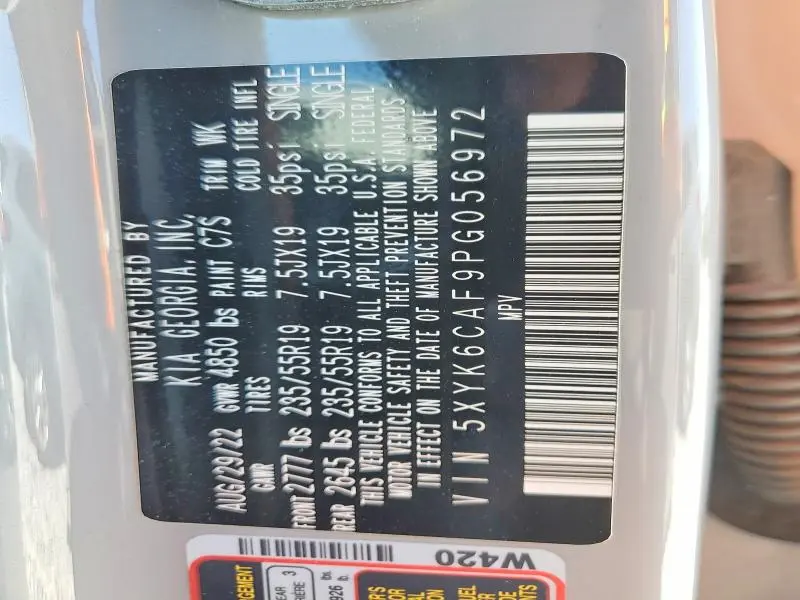 MANUFACTURED BY
KIA GEORGIA, INC.
AUG/29/22 GVWR 4850 lbs PAINT C7S TRIM WK
GAWR TIRES RIMS COLD TIRE INFL
FRONT 2777 lbs 235/55R19 7.5JX19 35psi SINGLE
REAR 2645 lbs 235/55R19 7.5JX19 35psi SINGLE
THIS VEHICLE CONFORMS TO ALL APPLICABLE U.S.A. FEDERAL
MOTOR VEHICLE SAFETY AND THEFT PREVENTION STANDARDS
IN EFFECT ON THE DATE OF MANUFACTURE SHOWN ABOVE
VIN 5XYK6CAF9PG056972
MPV
W420
3
926 lb.